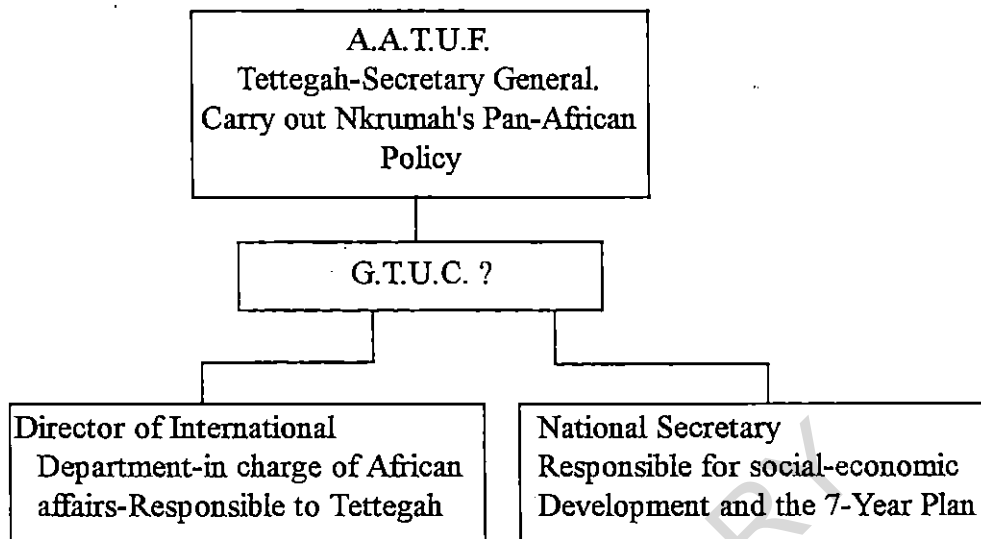 A.A.T.U.F.
Tettegah-Secretary General.
Carry out Nkrumah's Pan-African
Policy
G.T.U.C. ?
Director of International
Department-in charge of African
affairs-Responsible to Tettegah
National Secretary
Responsible for social-economic
Development and the 7-Year Plan